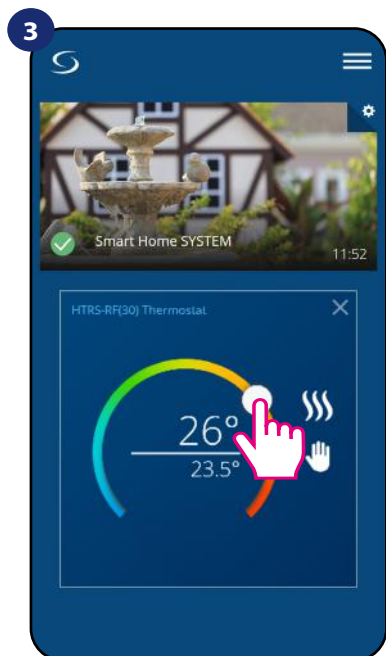 3
Smart Home SYSTEM
11:52
HTRS-RF(30) Thermostat
26°
23.5°